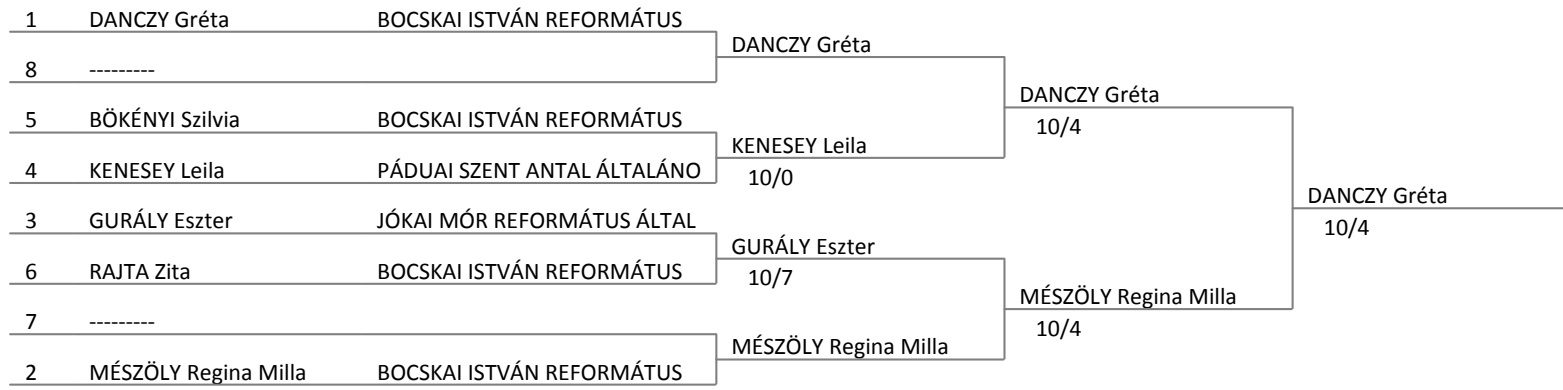 1 DANCZY Gréta BOCSKAI ISTVÁN REFORMÁTUS
DANCZY Gréta
8 ---------
DANCZY Gréta
10/4
5 BÖKÉNYI Szilvia BOCSKAI ISTVÁN REFORMÁTUS
KENESEY Leila
10/0
4 KENESEY Leila PÁDUAI SZENT ANTAL ÁLTALÁNO
DANCZY Gréta
10/4
3 GURÁLY Eszter JÓKAI MÓR REFORMÁTUS ÁLTAL
GURÁLY Eszter
10/7
6 RAJTA Zita BOCSKAI ISTVÁN REFORMÁTUS
MÉSZÖLY Regina Milla
10/4
7 ---------
MÉSZÖLY Regina Milla
2 MÉSZÖLY Regina Milla BOCSKAI ISTVÁN REFORMÁTUS